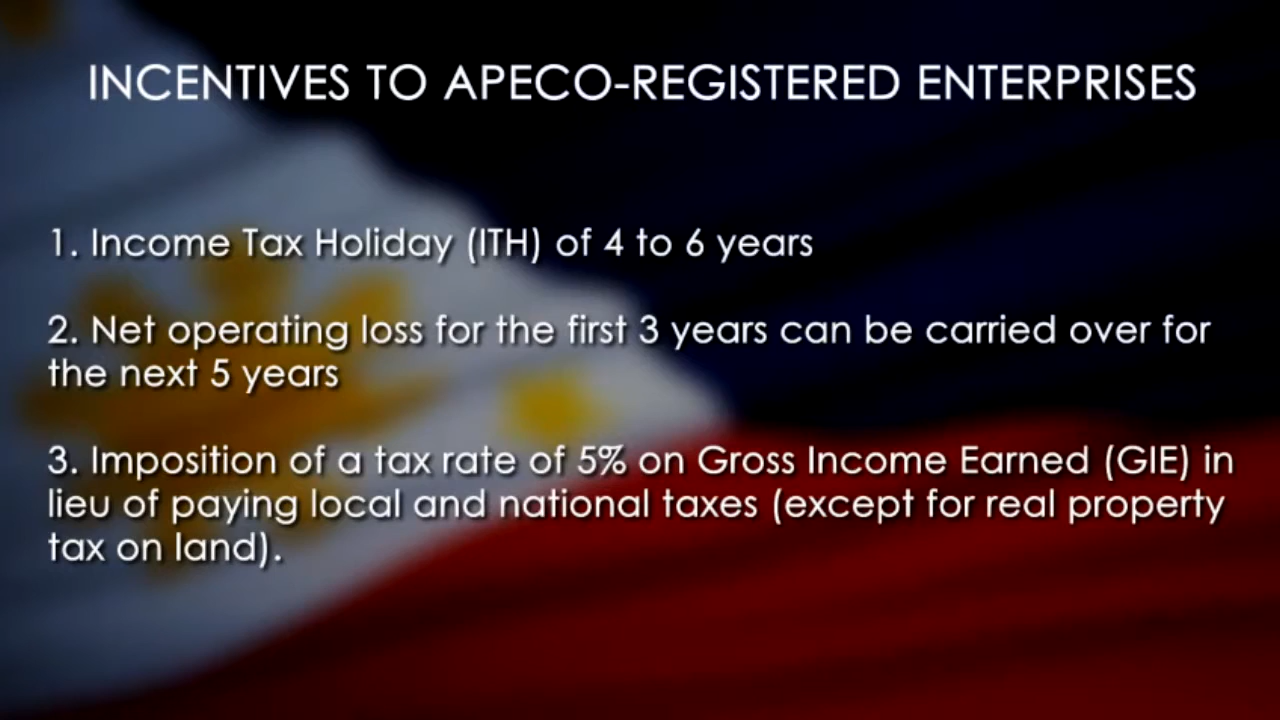 INCENTIVES TO APECO-REGISTERED ENTERPRISES
1. Income Tax Holiday (ITH) of 4 to 6 years
2. Net operating loss for the first 3 years can be carried over for
the next 5 years
3. Imposition of a tax rate of 5% on Gross Income Earned (GIE) in
lieu of paying local and national taxes (except for real property
tax on land).